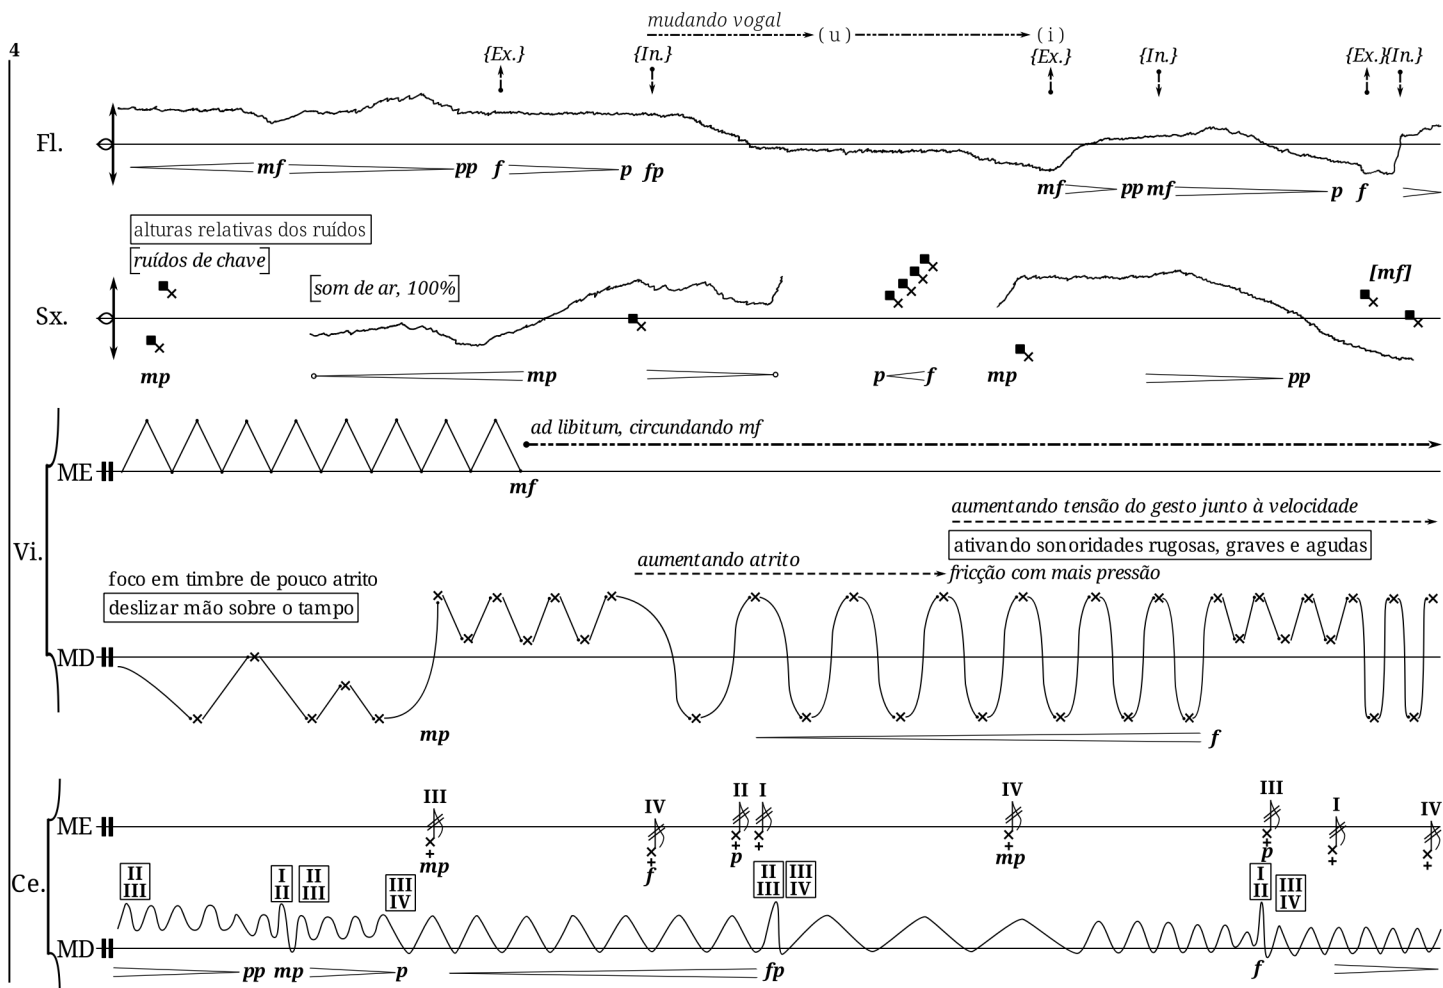 mudando vogal
( u )
( i )
4
{Ex.}
{In.}
{Ex.}
{In.}
{Ex.}
{In.}
Fl.
mf
pp
f
p
fp
mf
pp
mf
p
f
alturas relativas dos ruídos
[ruídos de chave]
[som de ar, 100%]
[mf]
Sx.
mp
mp
p
f
mp
pp
ad libitum, circundando mf
ME
mf
aumentando tensão do gesto junto à velocidade
Vi.
ativando sonoridades rugosas, graves e agudas
aumentando atrito
fricção com mais pressão
foco em timbre de pouco atrito
deslizar mão sobre o tampo
MD
mp
f
III
IV
II
I
IV
III
I
IV
ME
+
+
+
+
+
+
+
+
mp
f
p
mp
p
Ce.
II
III
I
II
II
III
III
IV
II
III
III
IV
I
II
III
IV
MD
pp
mp
p
fp
f